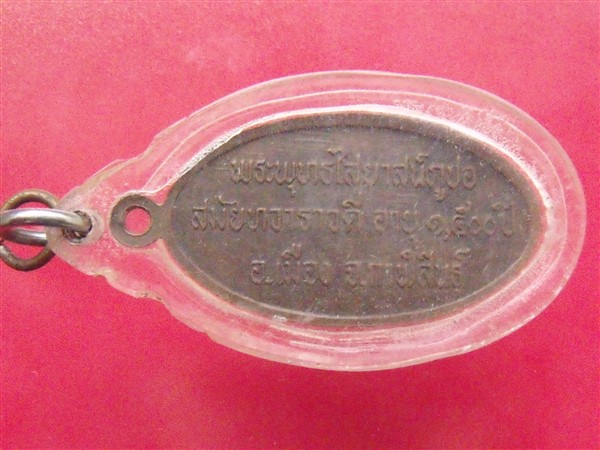 พระพุทธไสยาสน์ภูปอ
สมัยทวาราวดี อายุ ๑,๕๐๐ ปี
อ.เมือง จ.กาฬสินธุ์